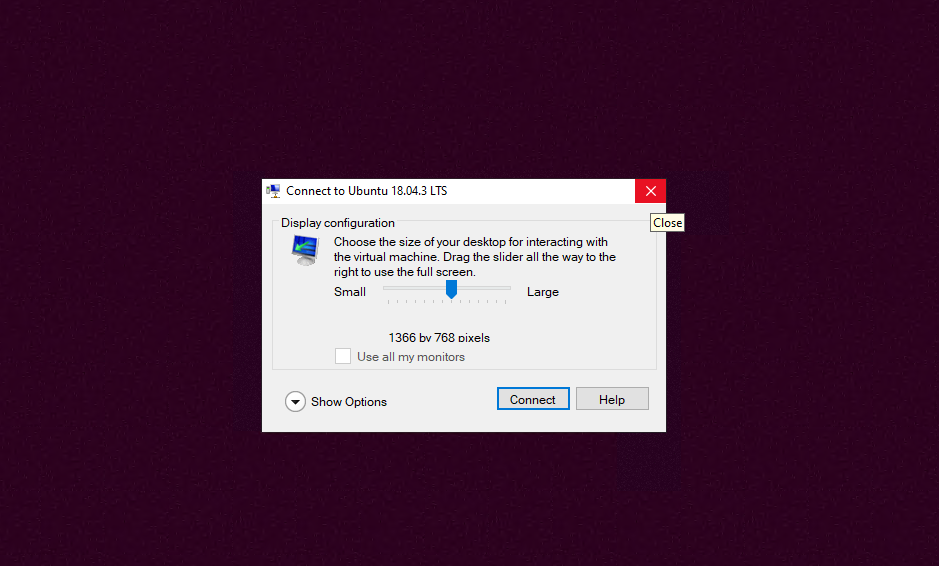 Connect to Ubuntu 18.04.3 LTS
Close
Display configuration
Choose the size of your desktop for interacting with
the virtual machine. Drag the slider all the way to the
right to use the full screen.
Small Large
1366 by 768 pixels
Use all my monitors
Show Options Connect Help